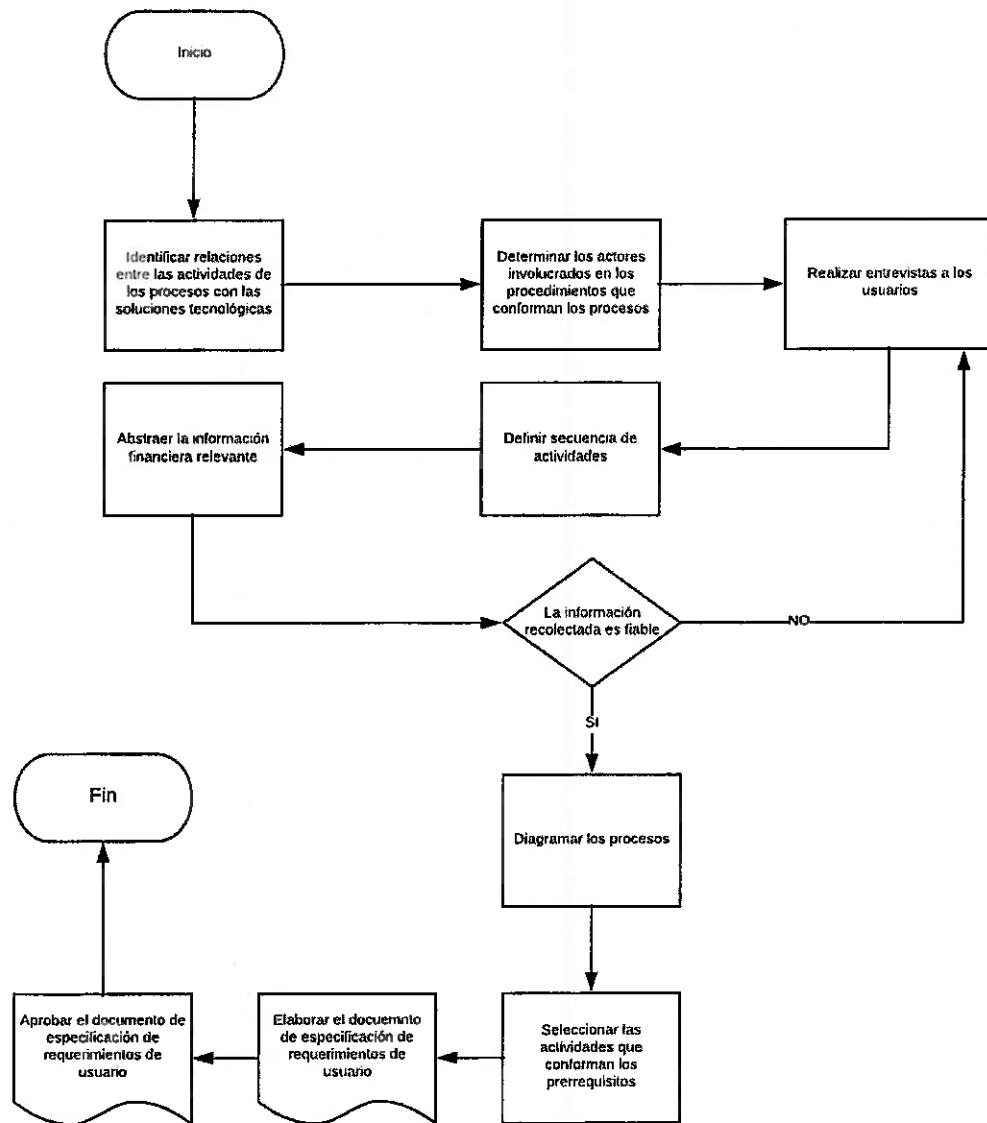 Inicio
Identificar relaciones
entre las actividades de
los procesos con las
soluciones tecnológicas
Determinar los actores
involucrados en los
procedimientos que
conforman los procesos
Realizar entrevistas a los
usuarios
Abstraer la información
financiera relevante
Definir secuencia de
actividades
La información
recolectada es fiable
NO
SI
Fin
Diagramar los procesos
Aprobar el documento de
especificación de
requerimientos de
usuario
Elaborar el docuemnto
de especificación de
requerimientos de
usuario
Seleccionar las
actividades que
conforman los
prerrequisitos